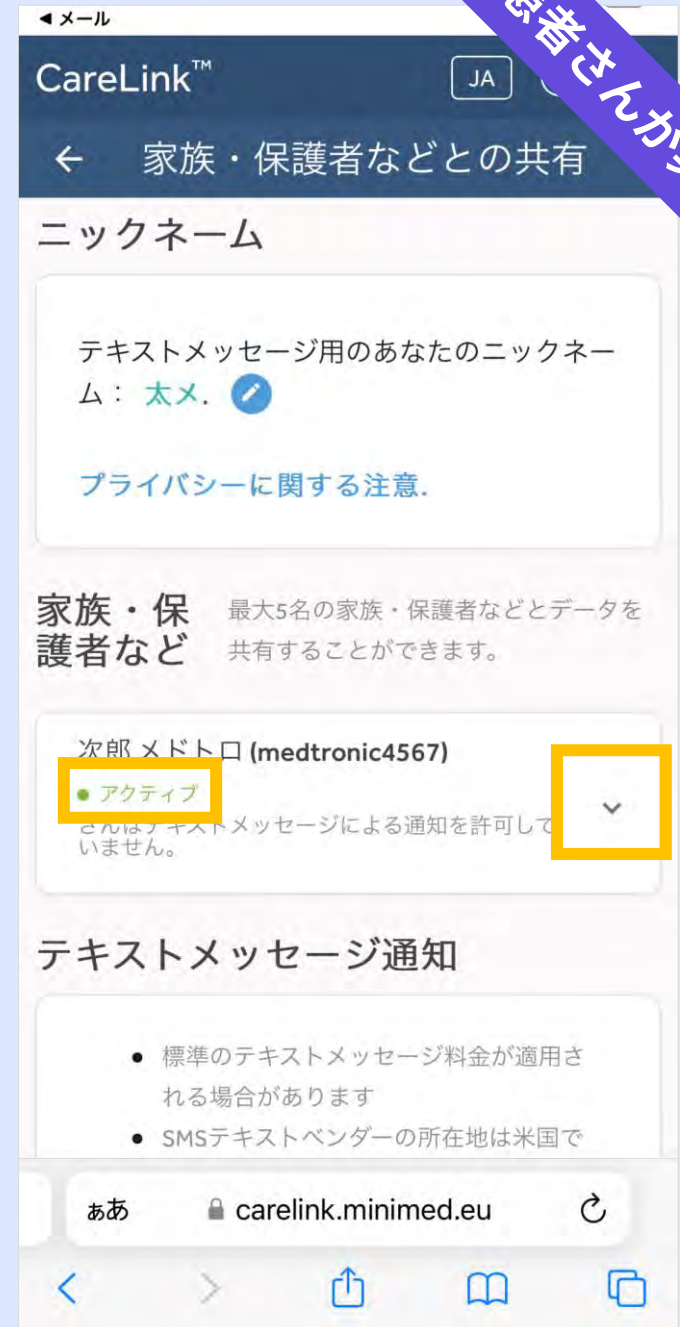 ◀ メール
CareLink™
JA
患者さんが
← 家族・保護者などとの共有
ニックネーム
テキストメッセージ用のあなたのニックネー
ム： 太メ.
プライバシーに関する注意.
家族・保
護者など
最大5名の家族・保護者などとデータを
共有することができます。
次郎 メドトロ (medtronic4567)
● アクティブ
さんはテキストメッセージによる通知を許可して
いません。
テキストメッセージ通知
● 標準のテキストメッセージ料金が適用さ
れる場合があります
● SMSテキストベンダーの所在地は米国で
ぁあ
carelink.minimed.eu